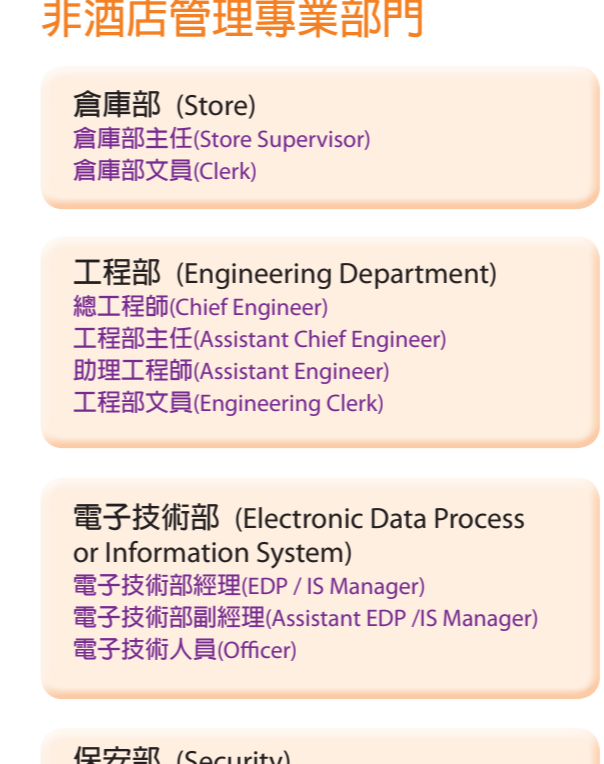 非酒店管理專業部門
倉庫部 (Store)
倉庫部主任(Store Supervisor)
倉庫部文員(Clerk)
工程部 (Engineering Department)
總工程師(Chief Engineer)
工程部主任(Assistant Chief Engineer)
助理工程師(Assistant Engineer)
工程部文員(Engineering Clerk)
電子技術部 (Electronic Data Process
or Information System)
電子技術部經理(EDP / IS Manager)
電子技術部副經理(Assistant EDP /IS Manager)
電子技術人員(Officer)
保安部 (Security)